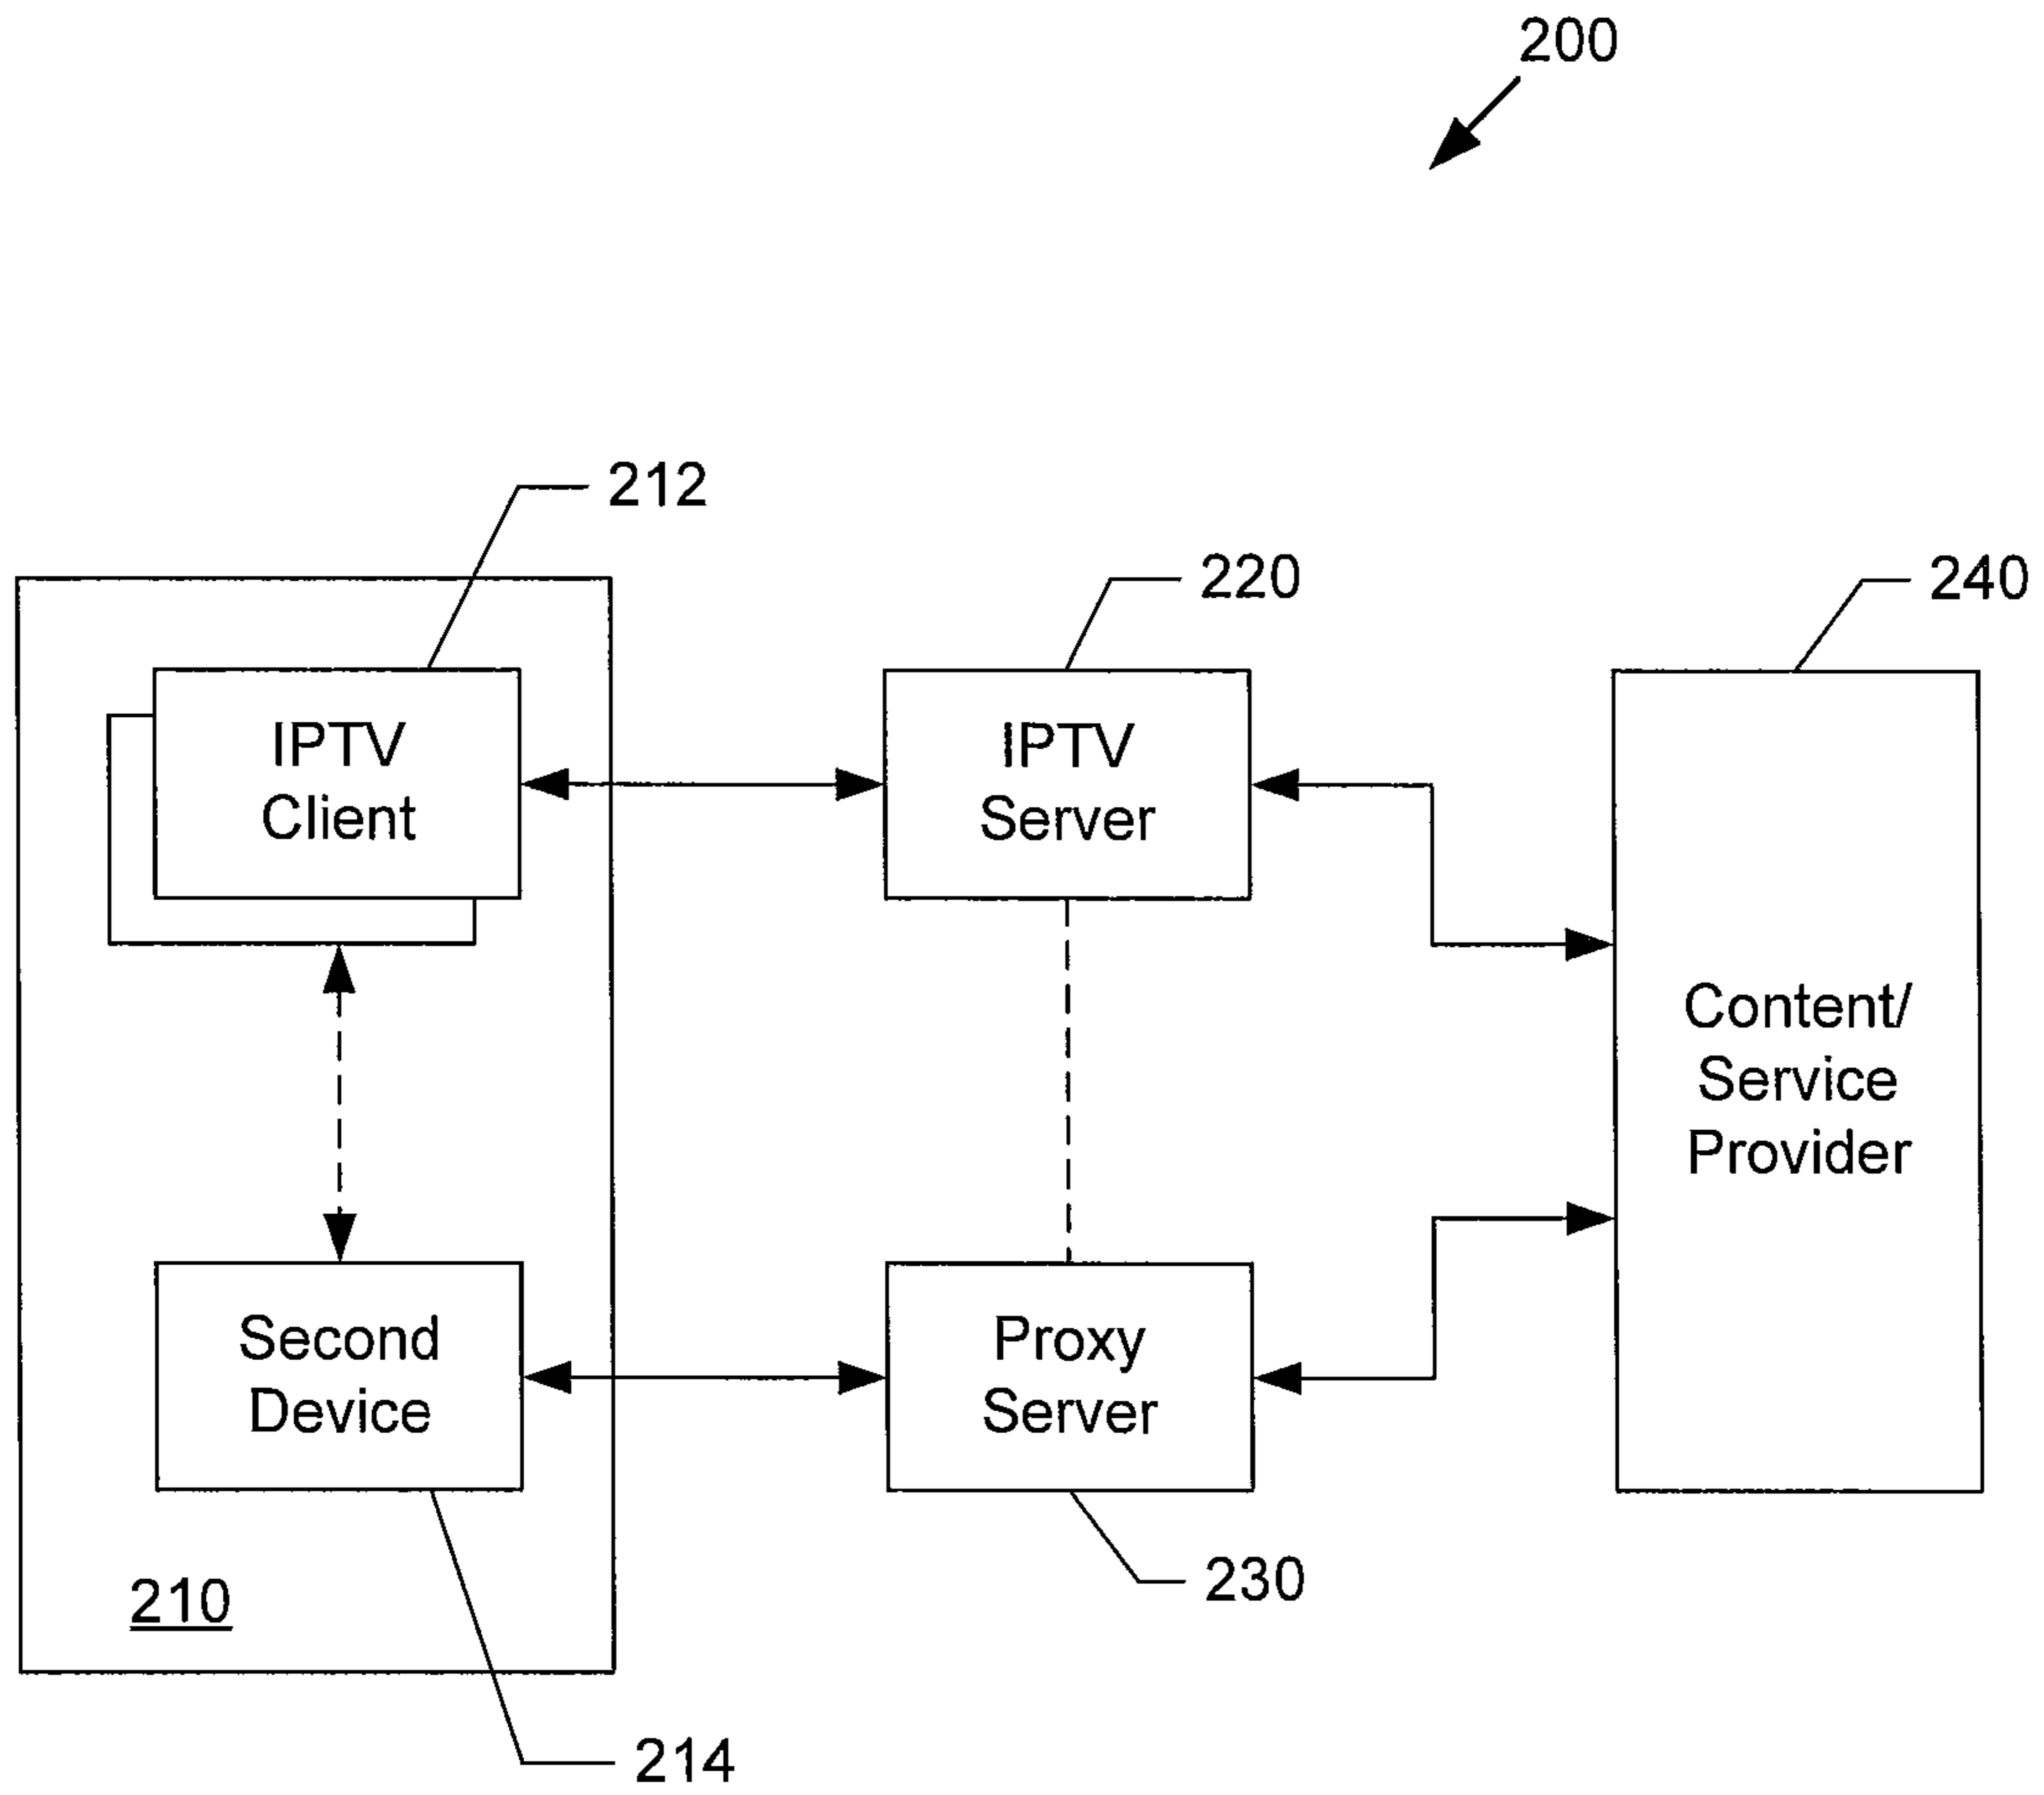 200
212
220
240
IPTV
Client
IPTV
Server
Content/
Service
Provider
Second
Device
Proxy
Server
210
230
214